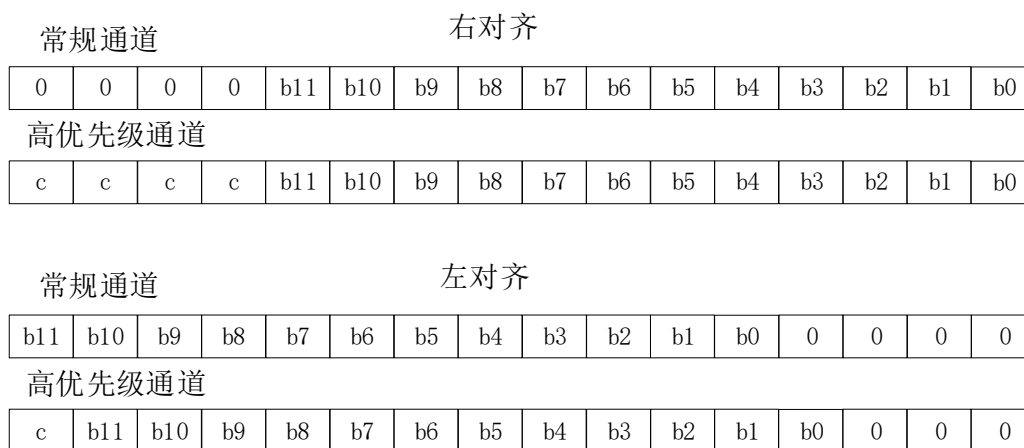 右对齐
常规通道
0 0 0 0 b11 b10 b9 b8 b7 b6 b5 b4 b3 b2 b1 b0
高优先级通道
c c c c b11 b10 b9 b8 b7 b6 b5 b4 b3 b2 b1 b0
左对齐
常规通道
b11 b10 b9 b8 b7 b6 b5 b4 b3 b2 b1 b0 0 0 0 0
高优先级通道
c b11 b10 b9 b8 b7 b6 b5 b4 b3 b2 b1 b0 0 0 0